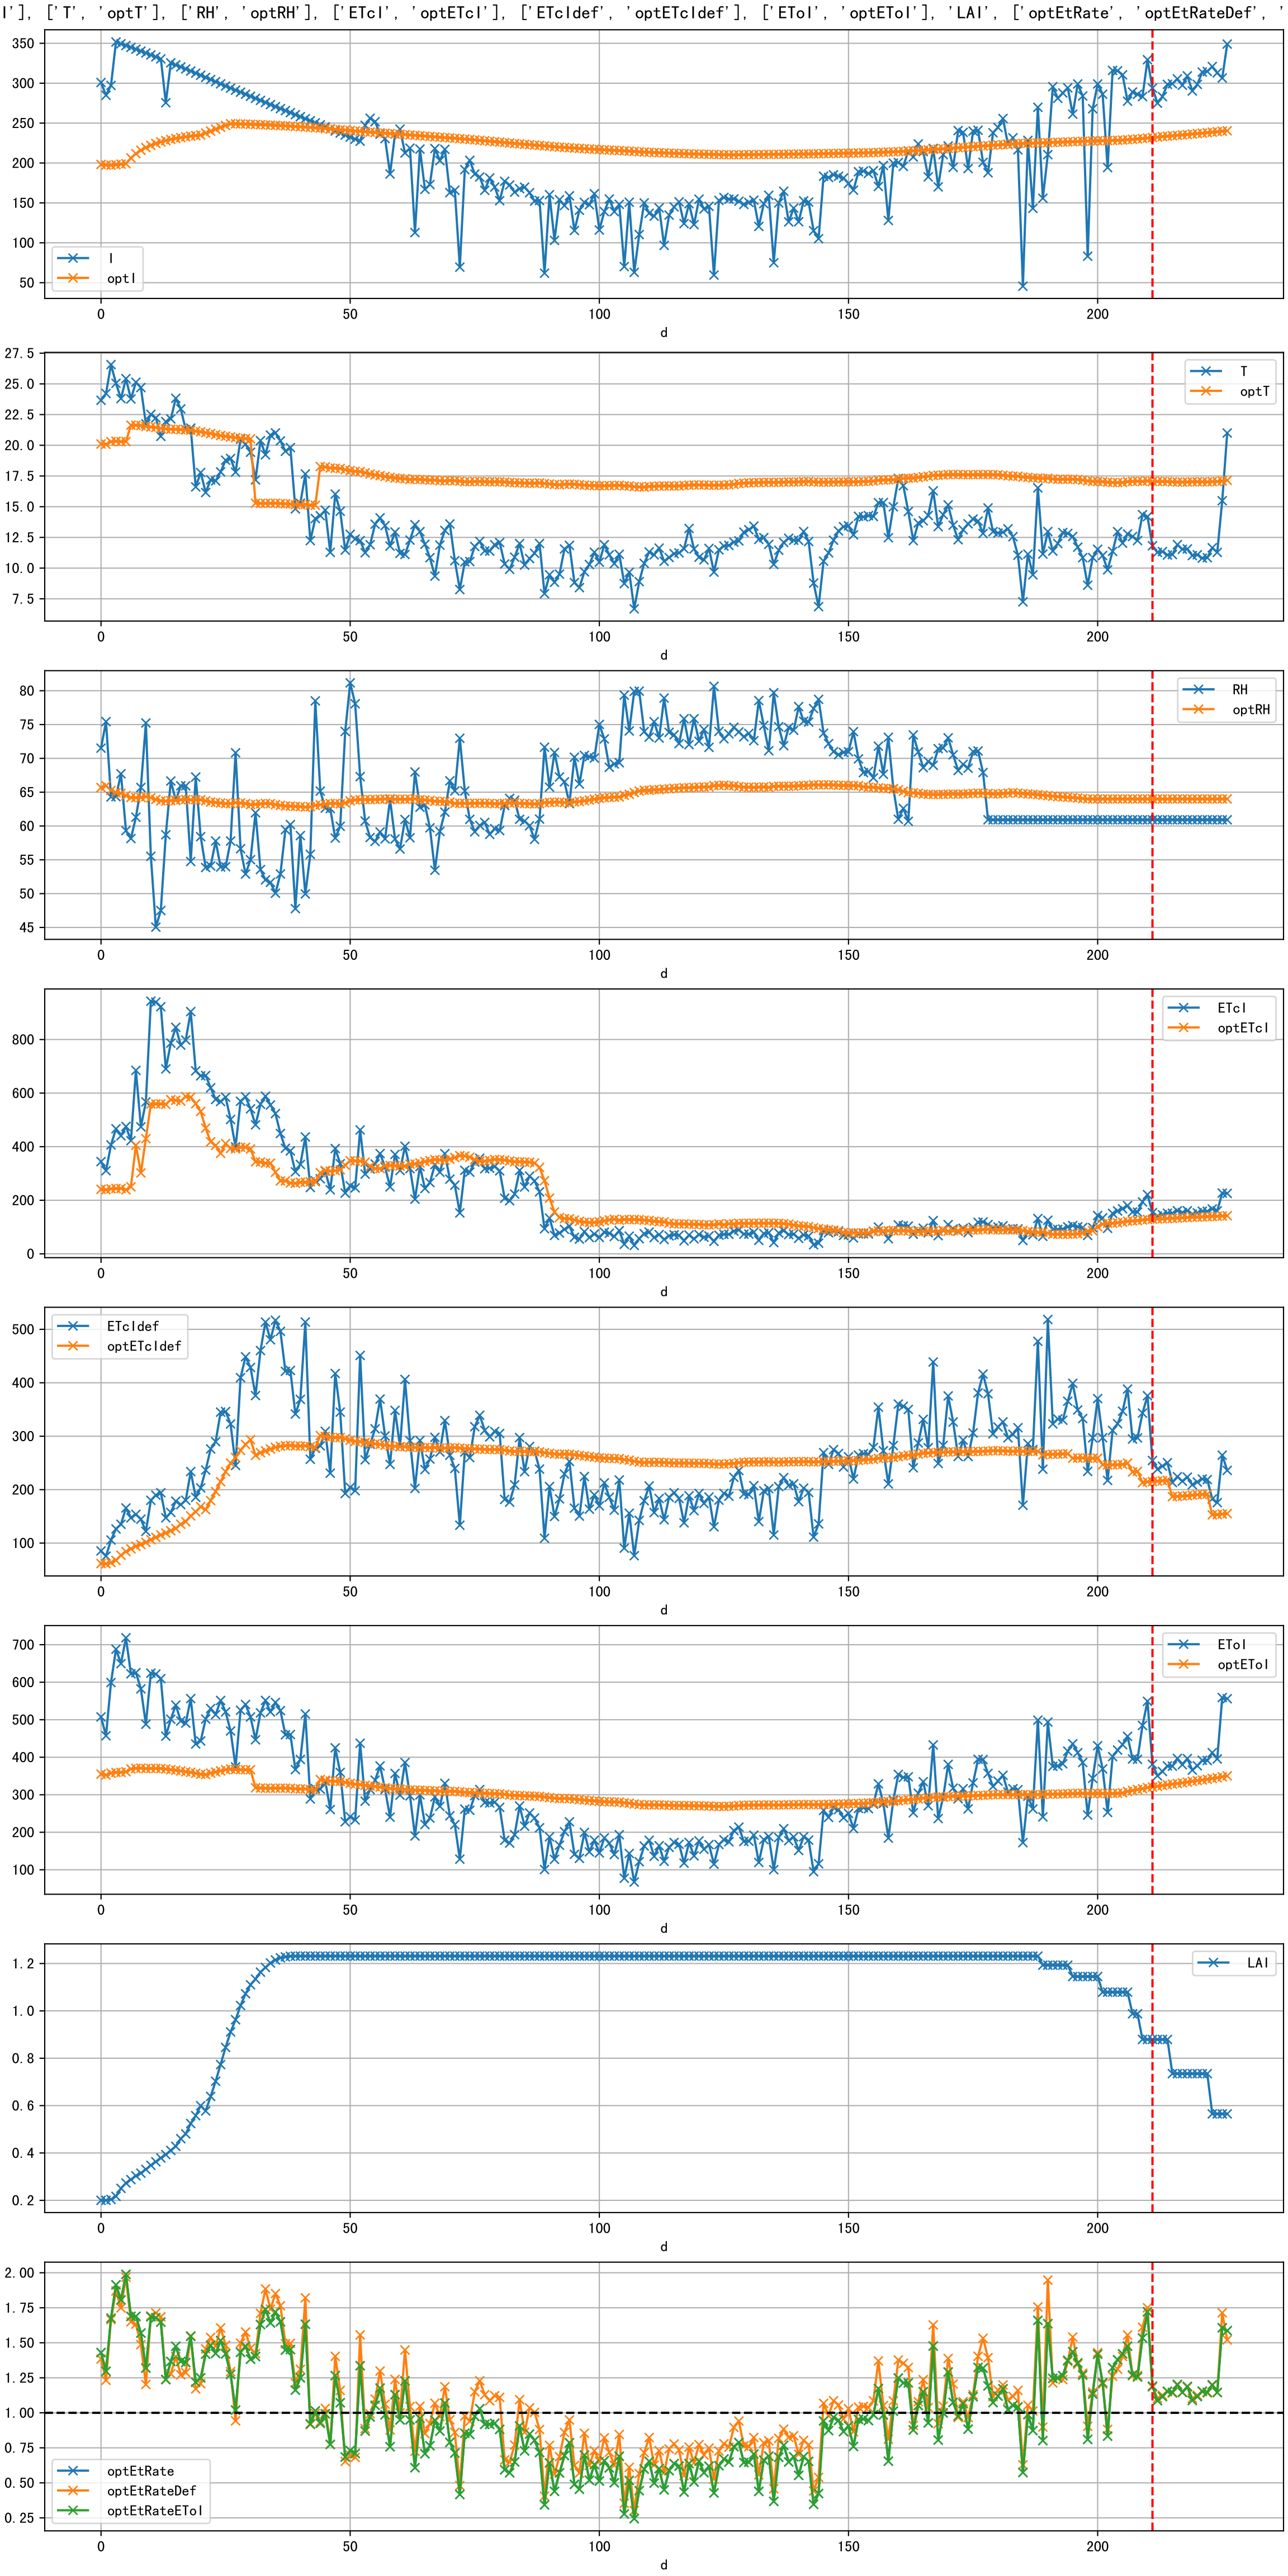 I'], ['T', 'optT'], ['RH', 'optRH'], ['ETcI', 'optETcI'], ['ETcIdef', 'optETcIdef'], ['EToI', 'optEToI'], 'LAI', ['optEtRate', 'optEtRateDef', '
350
300
250
200
150
100
50
I
optI
0 50 100 150 200
d
27.5
25.0
22.5
20.0
17.5
15.0
12.5
10.0
7.5
T
optT
0 50 100 150 200
d
80
75
70
65
60
55
50
45
RH
optRH
0 50 100 150 200
d
800
600
400
200
0
ETcI
optETcI
0 50 100 150 200
d
500
400
300
200
100
ETcIdef
optETcIdef
0 50 100 150 200
d
700
600
500
400
300
200
100
EToI
optEToI
0 50 100 150 200
d
1.2
1.0
0.8
0.6
0.4
0.2
LAI
0 50 100 150 200
d
2.00
1.75
1.50
1.25
1.00
0.75
0.50
0.25
optEtRate
optEtRateDef
optEtRateEToI
0 50 100 150 200
d